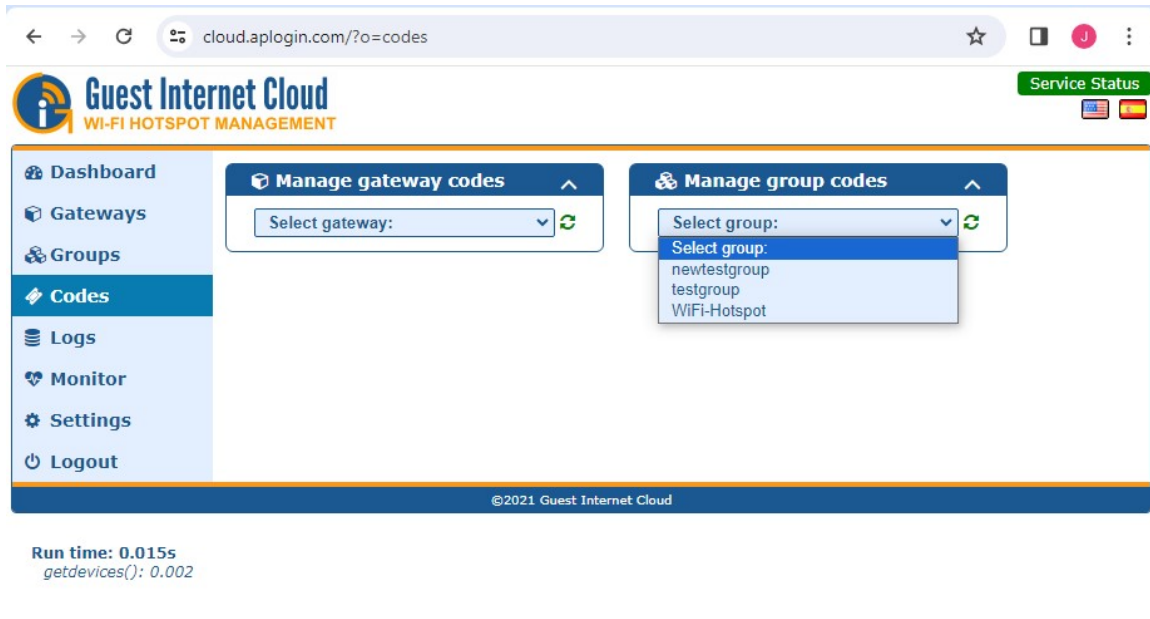 cloud.aplogin.com/?o=codes
J
Guest Internet Cloud
WI-FI HOTSPOT MANAGEMENT
Service Status
Dashboard
Gateways
Groups
Codes
Logs
Monitor
Settings
Logout
Manage gateway codes
Select gateway:
Manage group codes
Select group:
Select group:
newtestgroup
testgroup
WiFi-Hotspot
©2021 Guest Internet Cloud
Run time: 0.015s
getdevices(): 0.002